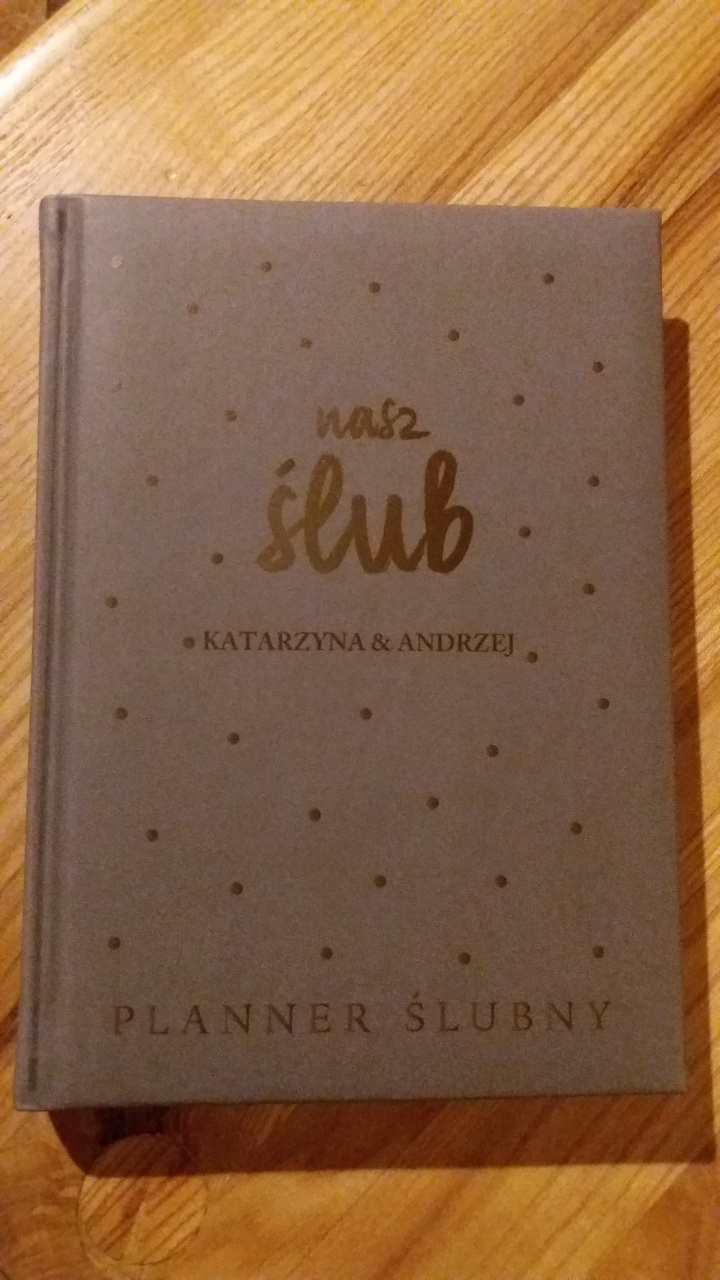 nasz
ślub
KATARZYNA & ANDRZEJ
PLANNER ŚLUBNY